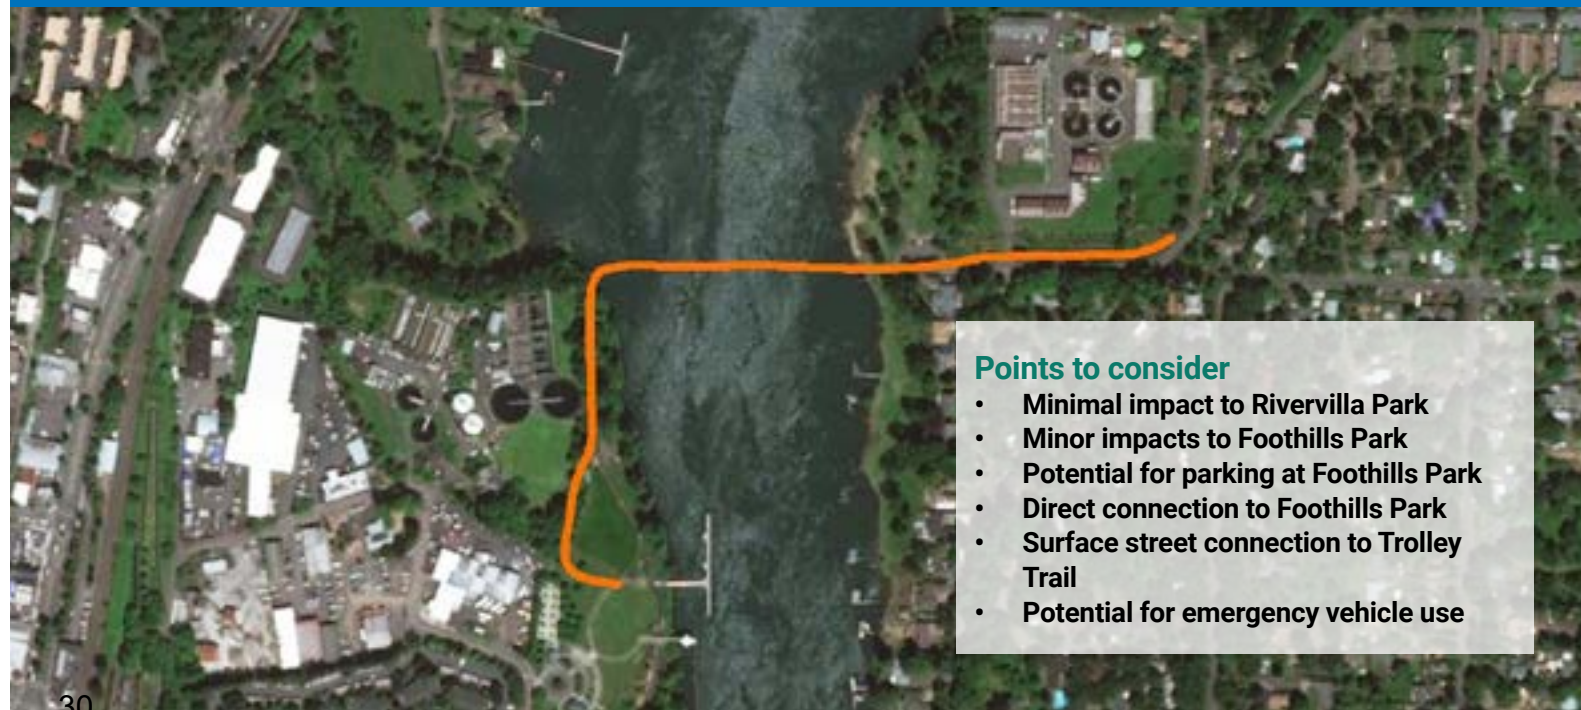 Points to consider
• Minimal impact to Rivervilla Park
• Minor impacts to Foothills Park
• Potential for parking at Foothills Park
• Direct connection to Foothills Park
• Surface street connection to Trolley
Trail
• Potential for emergency vehicle use
30